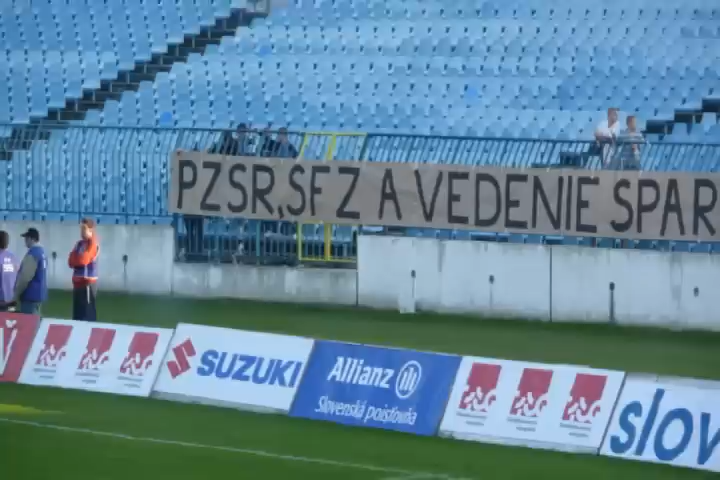 PZSR, SFZ A VEDENIE SPAR
SUZUKI
Allianz
Slovenská poisťovňa
slov